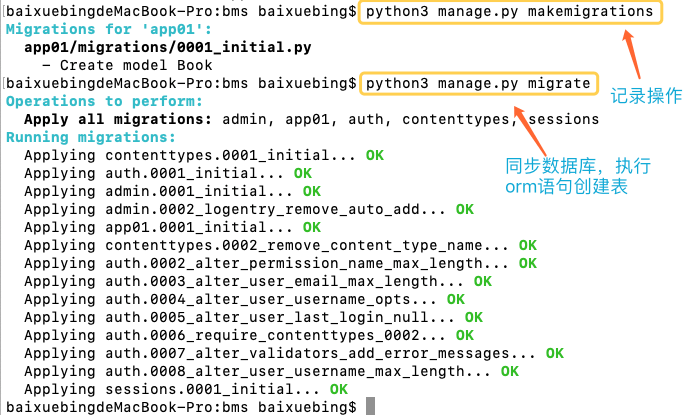 baixuebingdeMacBook-Pro:bms baixuebing$ python3 manage.py makemigrations
Migrations for 'app01':
app01/migrations/0001_initial.py
- Create model Book
baixuebingdeMacBook-Pro:bms baixuebing$ python3 manage.py migrate
记录操作
Operations to perform:
Apply all migrations: admin, app01, auth, contenttypes, sessions
Running migrations:
Applying contenttypes.0001_initial... OK
同步数据库，执行
Applying auth.0001_initial... OK
orm语句创建表
Applying admin.0001_initial... OK
Applying admin.0002_logentry_remove_auto_add... OK
Applying app01.0001_initial... OK
Applying contenttypes.0002_remove_content_type_name... OK
Applying auth.0002_alter_permission_name_max_length... OK
Applying auth.0003_alter_user_email_max_length... OK
Applying auth.0004_alter_user_username_opts... OK
Applying auth.0005_alter_user_last_login_null... OK
Applying auth.0006_require_contenttypes_0002... OK
Applying auth.0007_alter_validators_add_error_messages... OK
Applying auth.0008_alter_user_username_max_length... OK
Applying sessions.0001_initial... OK
baixuebingdeMacBook-Pro:bms baixuebing$